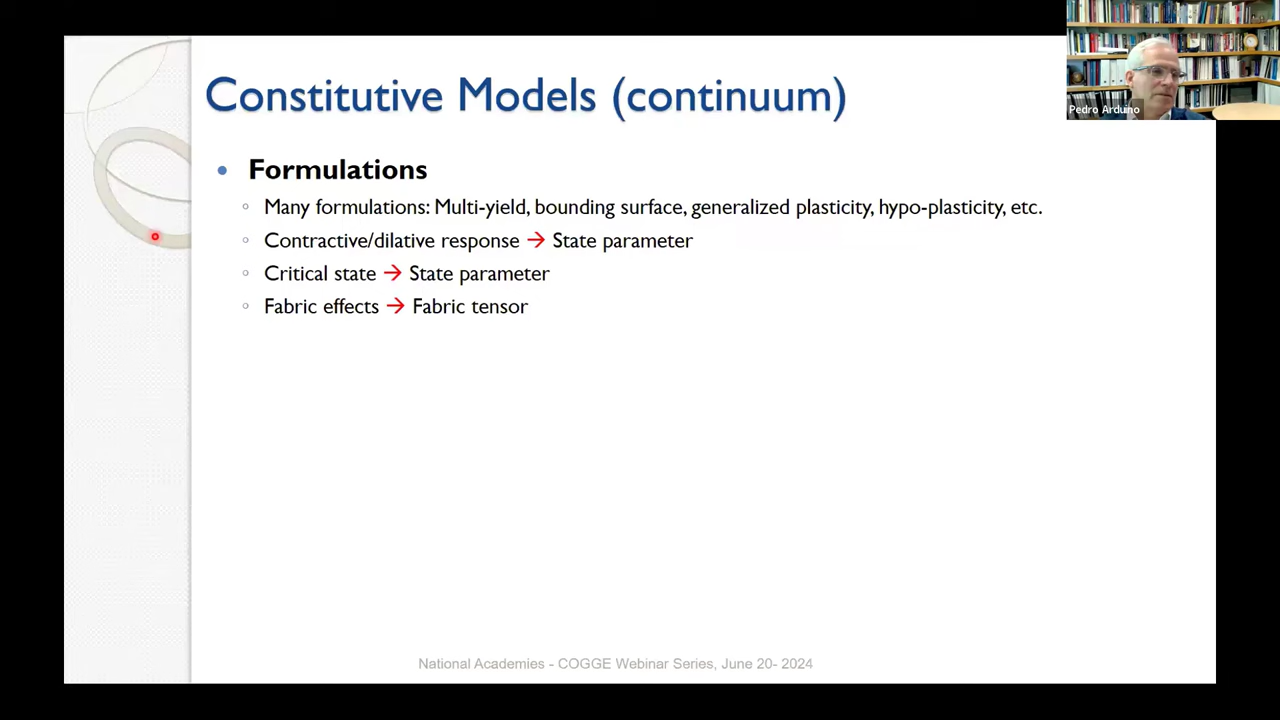 Constitutive Models (continuum)
Pedro Arduino
• Formulations
◦ Many formulations: Multi-yield, bounding surface, generalized plasticity, hypo-plasticity, etc.
◦ Contractive/dilative response → State parameter
◦ Critical state → State parameter
◦ Fabric effects → Fabric tensor
National Academies - COGGE Webinar Series, June 20- 2024